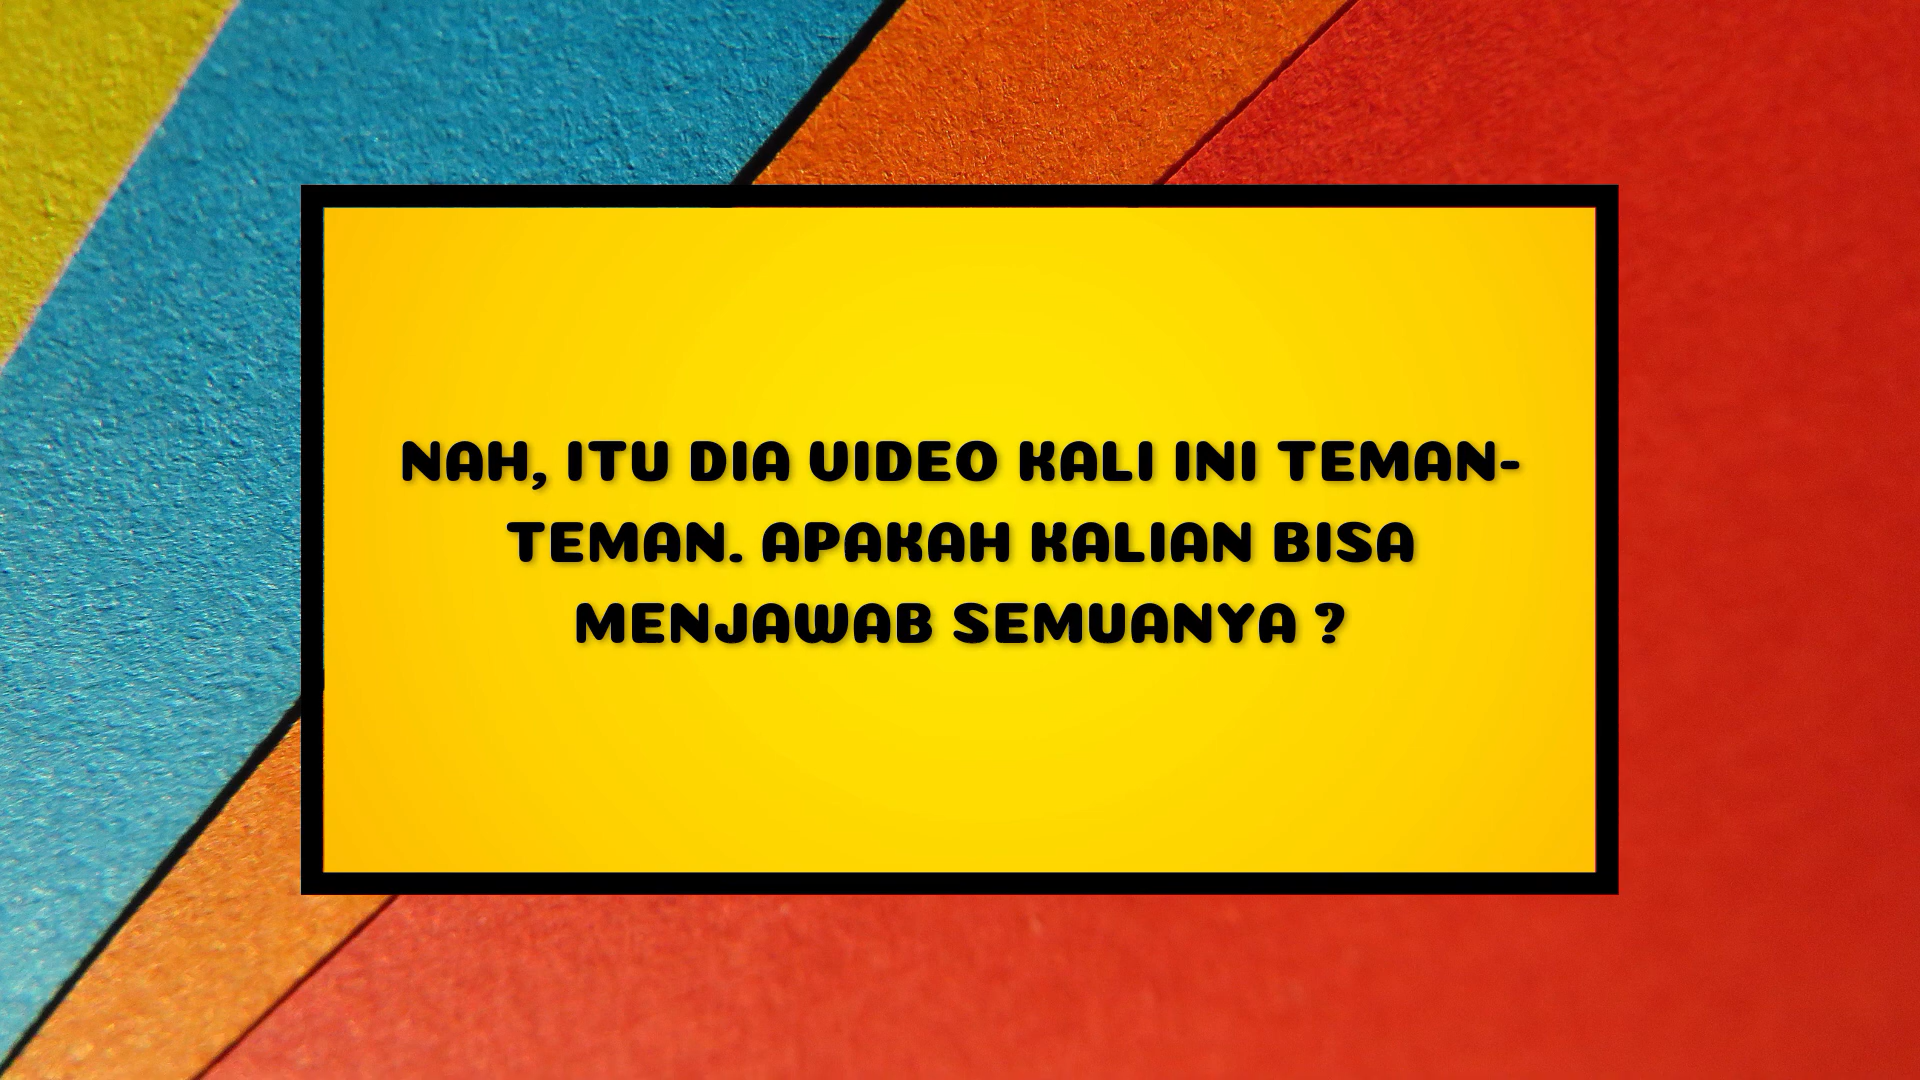 NAH, ITU DIA VIDEO KALI INI TEMAN-
TEMAN. APAKAH KALIAN BISA
MENJAWAB SEMUANYA ?